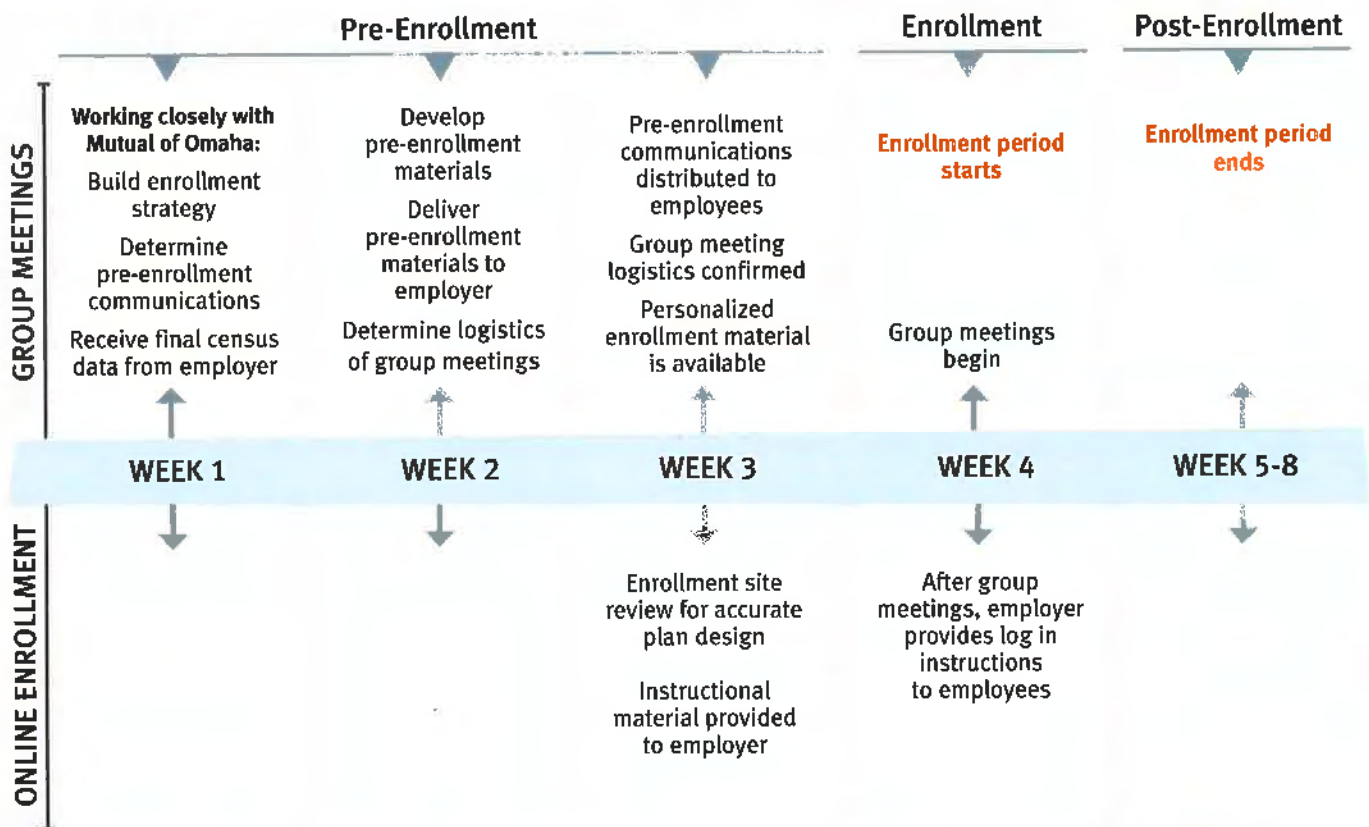 Pre-Enrollment
Enrollment
Post-Enrollment
GROUP MEETINGS
Working closely with
Mutual of Omaha:
Build enrollment
strategy
Determine
pre-enrollment
communications
Receive final census
data from employer
Develop
pre-enrollment
materials
Deliver
pre-enrollment
materials to
employer
Determine logistics
of group meetings
Pre-enrollment
communications
distributed to
employees
Group meeting
logistics confirmed
Personalized
enrollment material
is available
Enrollment period
starts
Group meetings
begin
Enrollment period
ends
WEEK 1
WEEK 2
WEEK 3
WEEK 4
WEEK 5-8
ONLINE ENROLLMENT
Enrollment site
review for accurate
plan design
Instructional
material provided
to employer
After group
meetings, employer
provides log in
instructions
to employees